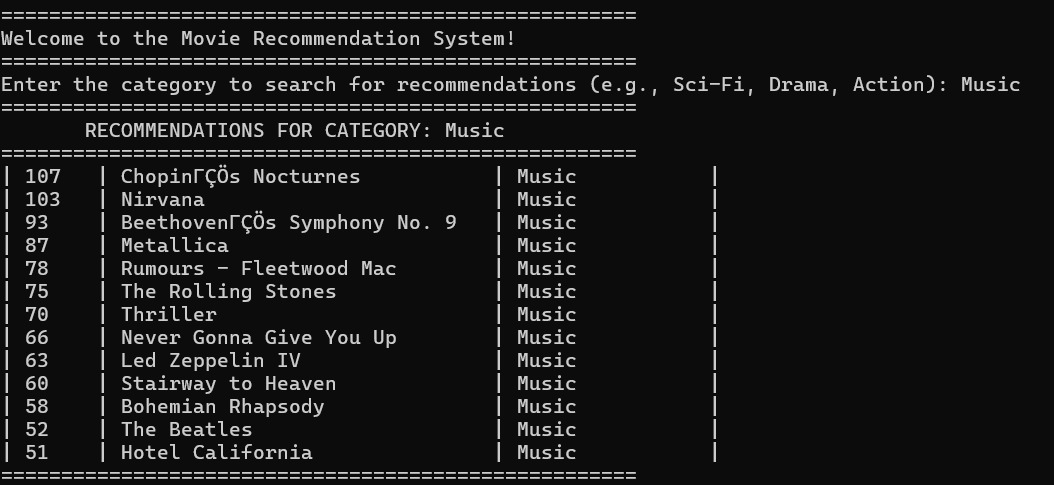 =====================================================
Welcome to the Movie Recommendation System!
=====================================================
Enter the category to search for recommendations (e.g., Sci-Fi, Drama, Action): Music
=====================================================
       RECOMMENDATIONS FOR CATEGORY: Music
=====================================================
| 107   | ChopinΓÇÖs Nocturnes           | Music           |
| 103   | Nirvana                        | Music           |
| 93    | BeethovenΓÇÖs Symphony No. 9   | Music           |
| 87    | Metallica                      | Music           |
| 78    | Rumours - Fleetwood Mac        | Music           |
| 75    | The Rolling Stones             | Music           |
| 70    | Thriller                       | Music           |
| 66    | Never Gonna Give You Up        | Music           |
| 63    | Led Zeppelin IV                | Music           |
| 60    | Stairway to Heaven             | Music           |
| 58    | Bohemian Rhapsody              | Music           |
| 52    | The Beatles                    | Music           |
| 51    | Hotel California               | Music           |
=====================================================